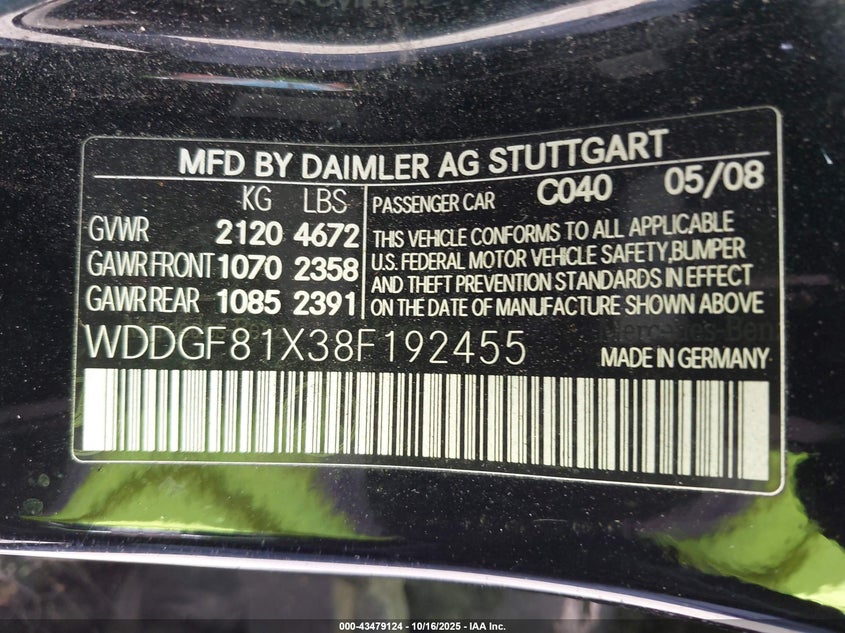 MFD BY DAIMLER AG STUTTGART
KG LBS PASSENGER CAR C040 05/08
GVWR 2120 4672
GAWR FRONT 1070 2358
GAWR REAR 1085 2391
THIS VEHICLE CONFORMS TO ALL APPLICABLE
U.S. FEDERAL MOTOR VEHICLE SAFETY,BUMPER
AND THEFT PREVENTION STANDARDS IN EFFECT
ON THE DATE OF MANUFACTURE SHOWN ABOVE
WDDGF81X38F192455
MADE IN GERMANY
000-43479124 - 10/16/2025 - IAA Inc.